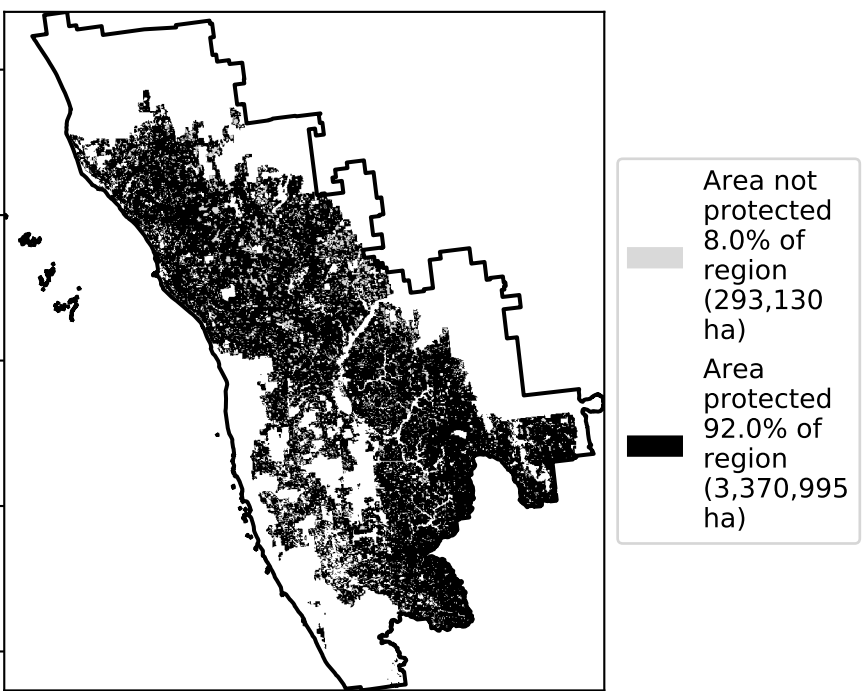 Area not
protected
8.0% of
region
(293,130
ha)
Area
protected
92.0% of
region
(3,370,995
ha)